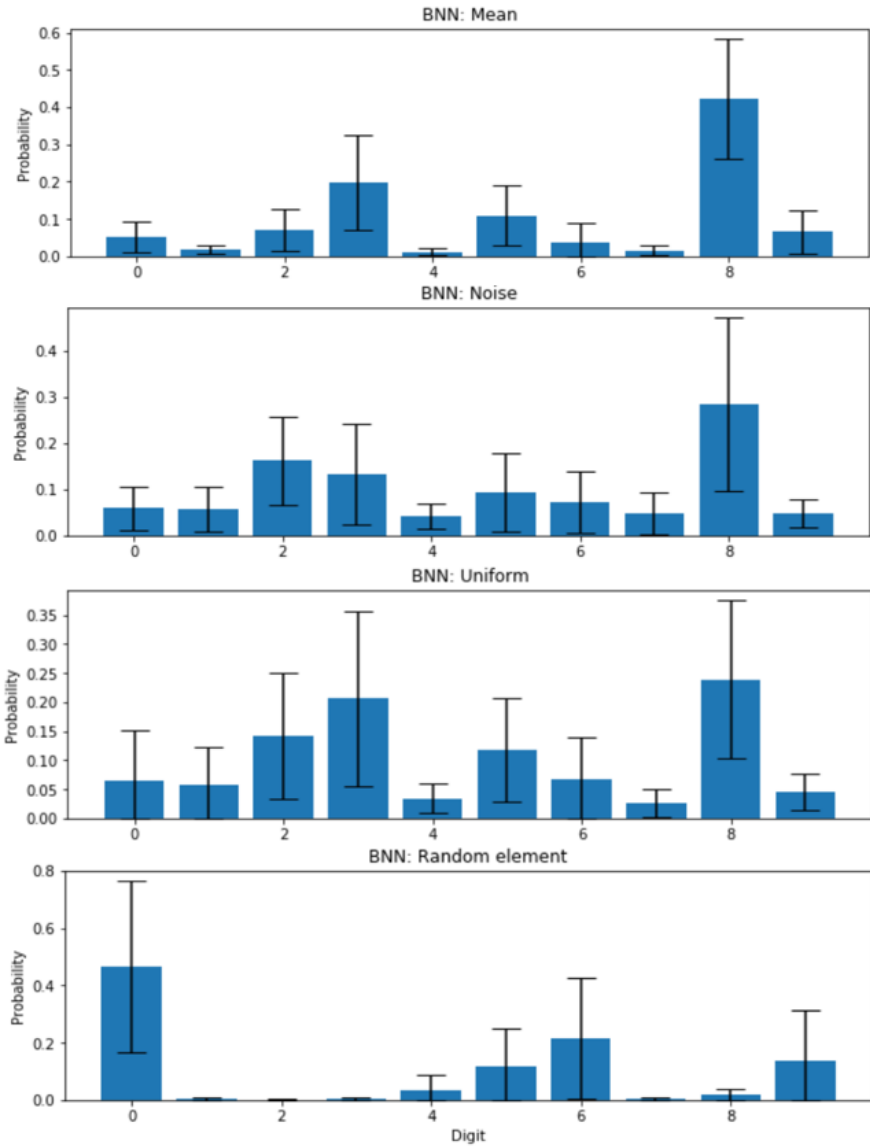 BNN: Mean
0.6
0.5
0.4
0.3
0.2
0.1
0.0
Probability
0 2 4 6 8
BNN: Noise
0.4
0.3
0.2
0.1
0.0
Probability
0 2 4 6 8
BNN: Uniform
0.35
0.30
0.25
0.20
0.15
0.10
0.05
0.00
Probability
0 2 4 6 8
BNN: Random element
0.8
0.6
0.4
0.2
0.0
Probability
0 2 4 6 8
Digit